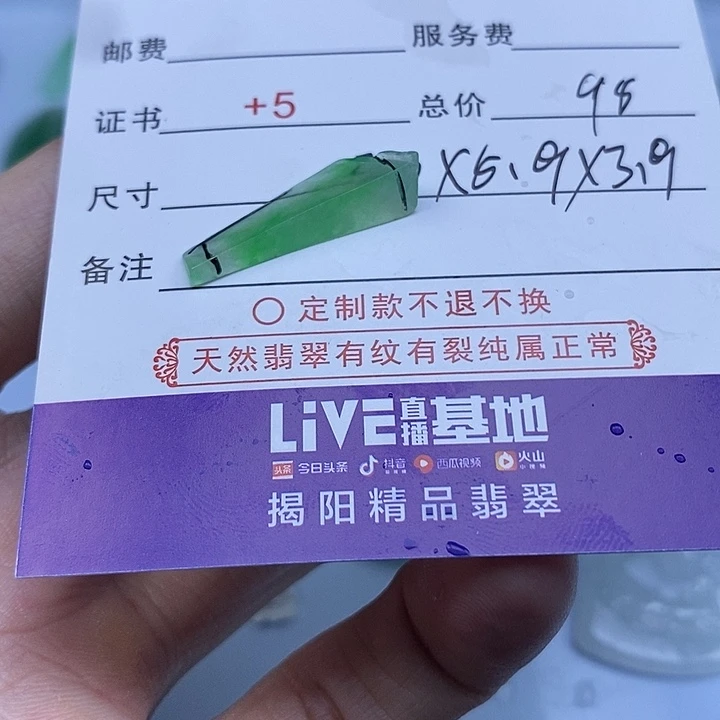 邮费 服务费
证书 +5 总价 98
尺寸 X6.9X3.9
备注
定制款不退不换
天然翡翠有纹有裂纯属正常
LiVE直播基地
头条 今日头条 抖音 西瓜视频 火山
揭阳精品翡翠